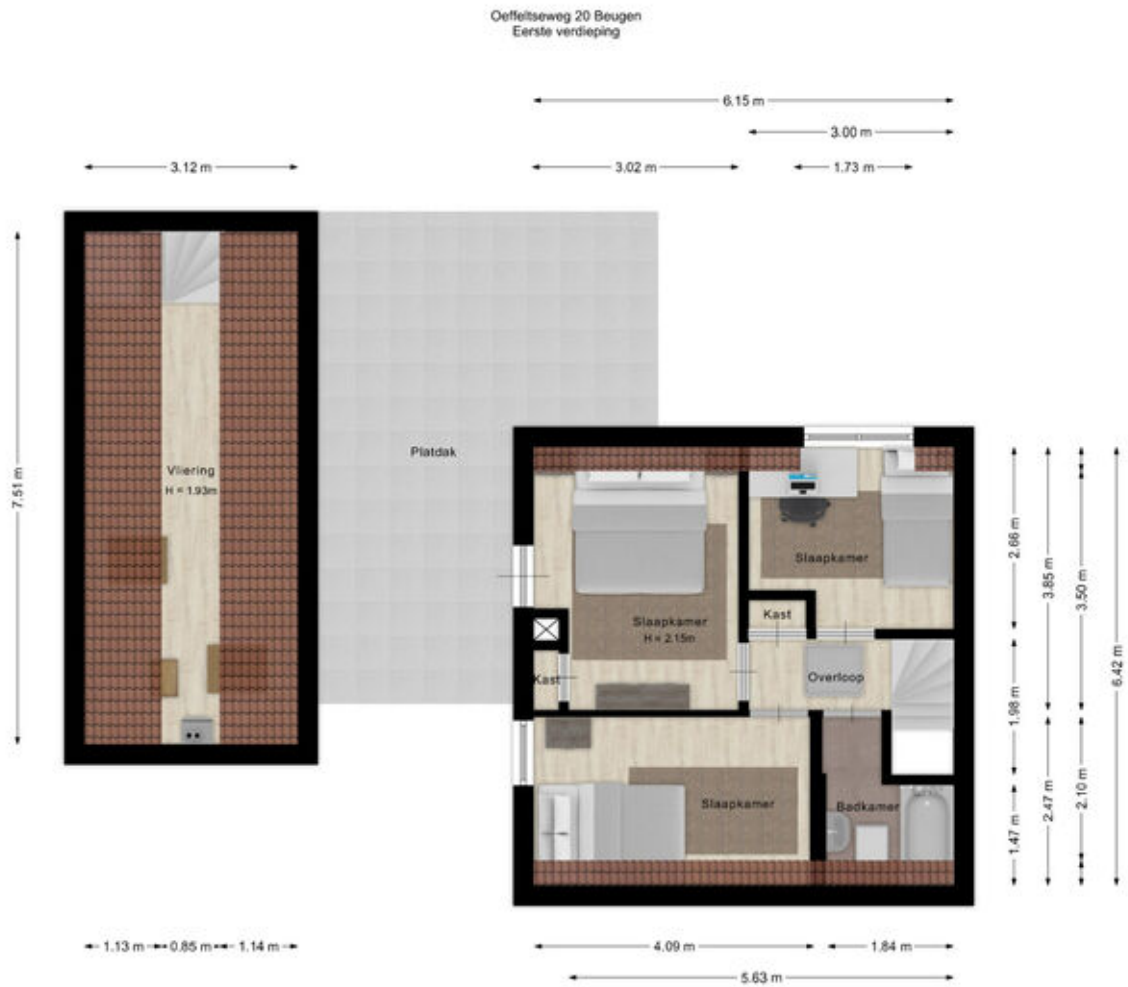 Oeffeltseweg 20 Beugen
Eerste verdieping
6.15 m
3.00 m
3.12 m
3.02 m
1.73 m
7.51 m
Vliering
H = 1.93m
Platdak
Slaapkamer
H = 2.15m
Slaapkamer
Kast
Kast
Overloop
Slaapkamer
Badkamer
2.66 m
3.85 m
3.50 m
6.42 m
1.98 m
2.47 m
2.10 m
1.47 m
1.13 m
0.85 m
1.14 m
4.09 m
1.84 m
5.63 m